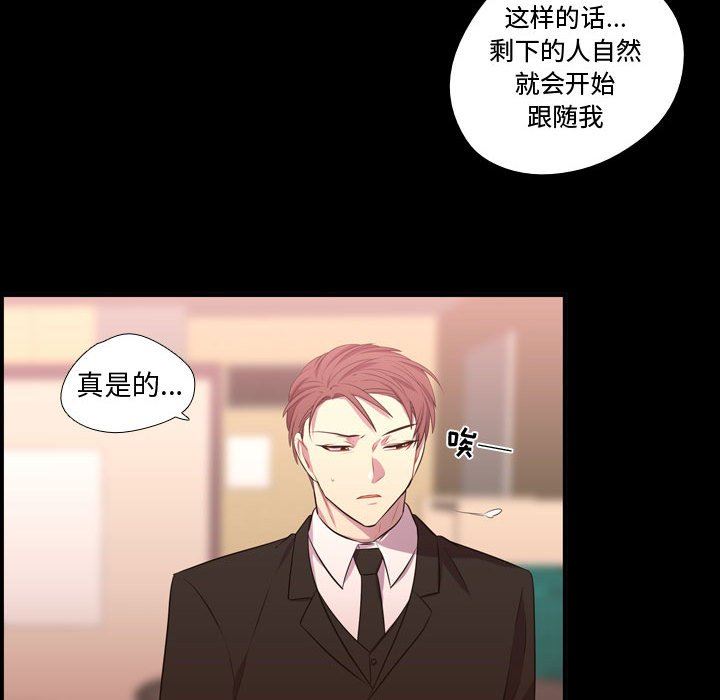 这样的话...
剩下的人自然
就会开始
跟随我
真是的...
唉——